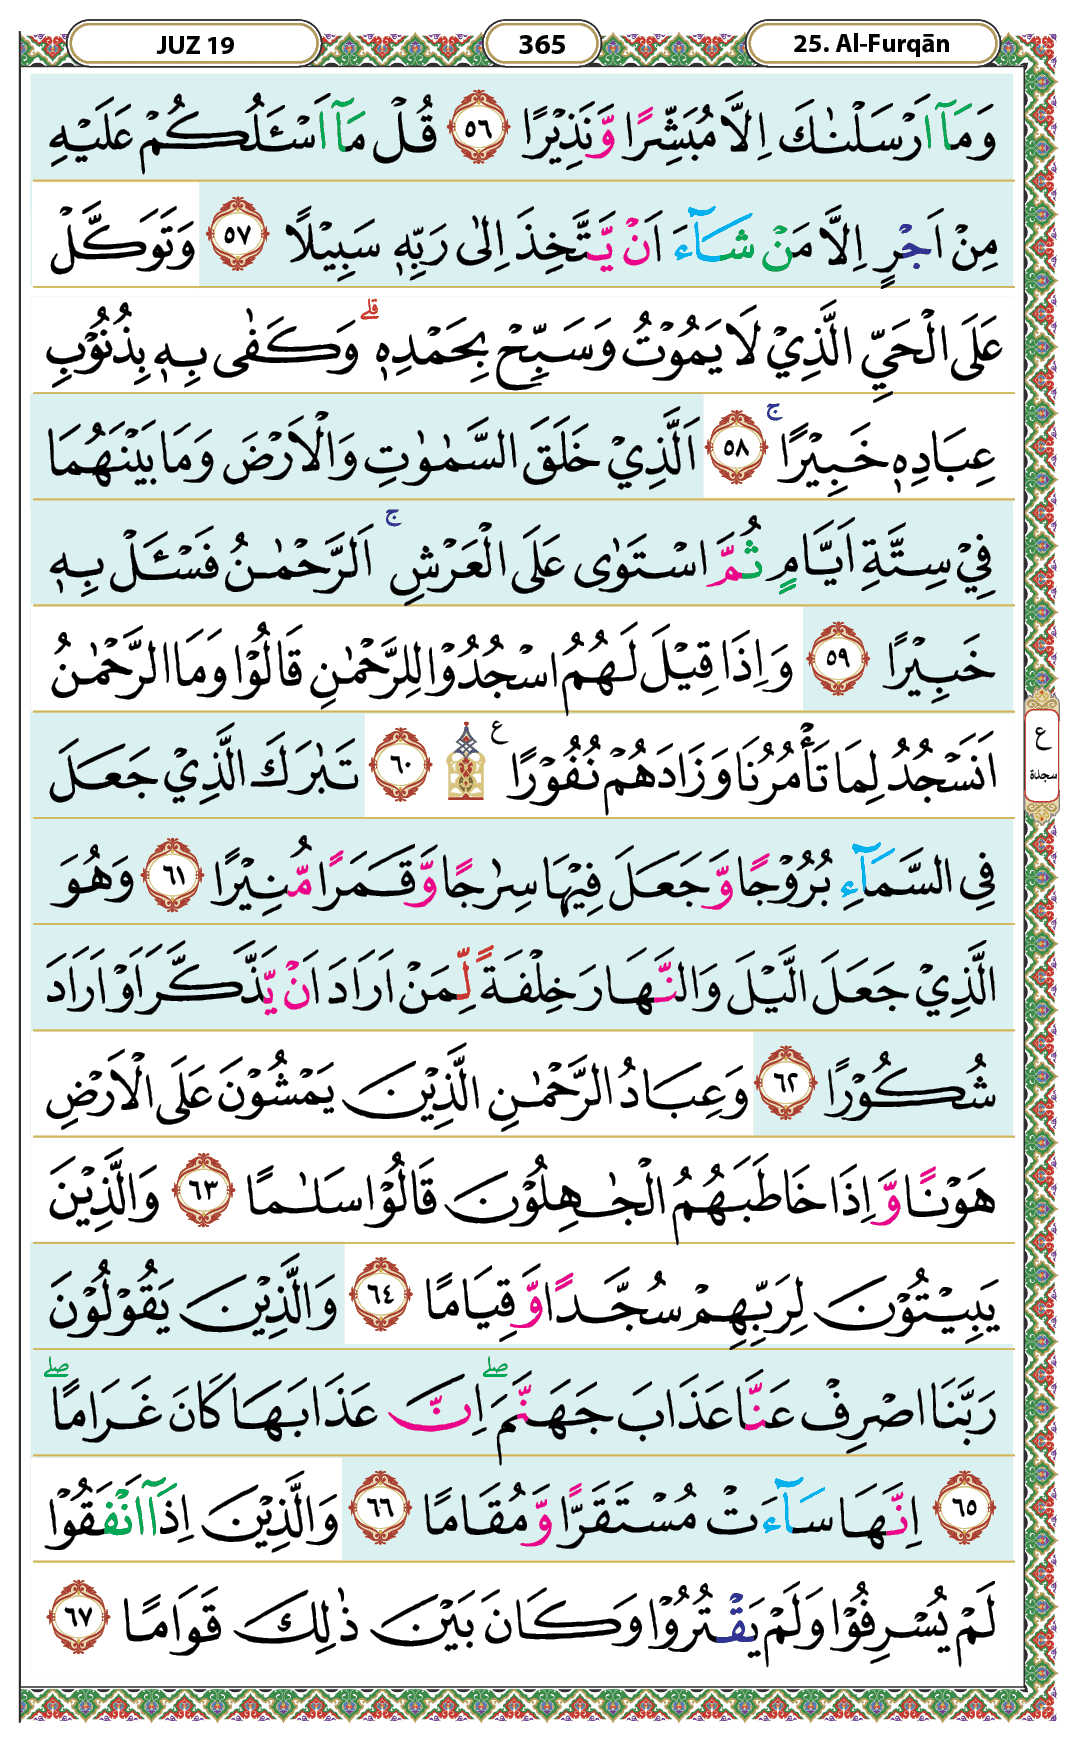 JUZ 19 365 25. Al-Furqān
وَمَآ اَرْسَلْنٰكَ اِلَّا مُبَشِّرًا وَّنَذِيْرًا ٥٦ قُلْ مَآ اَسْـَٔلُكُمْ عَلَيْهِ
مِنْ اَجْرٍ اِلَّا مَنْ شَآءَ اَنْ يَّتَّخِذَ اِلٰى رَبِّهٖ سَبِيْلًا ٥٧ وَتَوَكَّلْ
عَلَى الْحَيِّ الَّذِيْ لَا يَمُوْتُ وَسَبِّحْ بِحَمْدِهٖ ۗ وَكَفٰى بِهٖ بِذُنُوْبِ
عِبَادِهٖ خَبِيْرًا ۚ ٥٨ اَلَّذِيْ خَلَقَ السَّمٰوٰتِ وَالْاَرْضَ وَمَا بَيْنَهُمَا
فِيْ سِتَّةِ اَيَّامٍ ثُمَّ اسْتَوٰى عَلَى الْعَرْشِ ۚ اَلرَّحْمٰنُ فَسْـَٔلْ بِهٖ
خَبِيْرًا ٥٩ وَاِذَا قِيْلَ لَهُمُ اسْجُدُوْا لِلرَّحْمٰنِ قَالُوْا وَمَا الرَّحْمٰنُ
اَنَسْجُدُ لِمَا تَأْمُرُنَا وَزَادَهُمْ نُفُوْرًا ع ۩ ٦٠ تَبٰرَكَ الَّذِيْ جَعَلَ
ع
سجدة
فِى السَّمَآءِ بُرُوْجًا وَّجَعَلَ فِيْهَا سِرٰجًا وَّقَمَرًا مُّنِيْرًا ٦١ وَهُوَ
الَّذِيْ جَعَلَ الَّيْلَ وَالنَّهَارَ خِلْفَةً لِّمَنْ اَرَادَ اَنْ يَّذَّكَّرَ اَوْ اَرَادَ
شُكُوْرًا ٦٢ وَعِبَادُ الرَّحْمٰنِ الَّذِيْنَ يَمْشُوْنَ عَلَى الْاَرْضِ
هَوْنًا وَّاِذَا خَاطَبَهُمُ الْجٰهِلُوْنَ قَالُوْا سَلٰمًا ٦٣ وَالَّذِيْنَ
يَبِيْتُوْنَ لِرَبِّهِمْ سُجَّدًا وَّقِيَامًا ٦٤ وَالَّذِيْنَ يَقُوْلُوْنَ
رَبَّنَا اصْرِفْ عَنَّا عَذَابَ جَهَنَّمَ ۖ اِنَّ عَذَابَهَا كَانَ غَرَامًا ۖ
٦٥ اِنَّهَا سَآءَتْ مُسْتَقَرًّا وَّمُقَامًا ٦٦ وَالَّذِيْنَ اِذَآ اَنْفَقُوْا
لَمْ يُسْرِفُوْا وَلَمْ يَقْتُرُوْا وَكَانَ بَيْنَ ذٰلِكَ قَوَامًا ٦٧